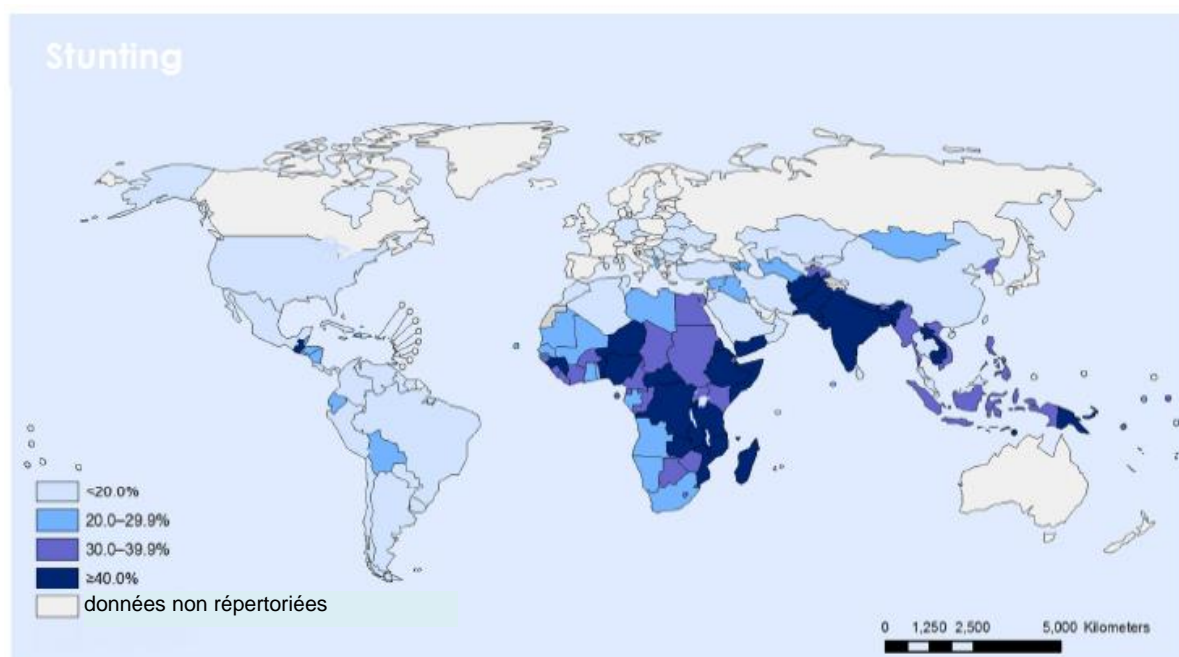 Stunting
<20.0%
20.0–29.9%
30.0–39.9%
≥40.0%
données non répertoriées
0 1,250 2,500 5,000 Kilometers